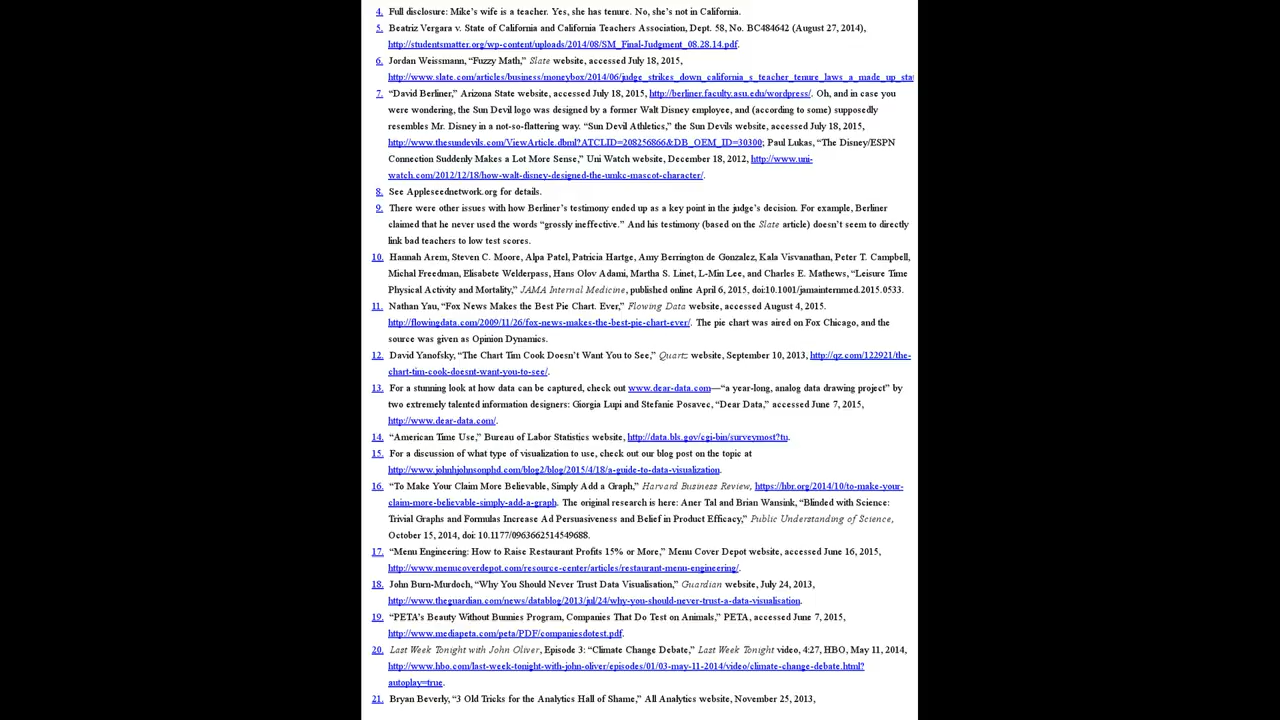 4. Full disclosure: Mike's wife is a teacher. Yes, she has tenure. No, she's not in California.
5. Beatriz Vergara v. State of California and California Teachers Association, Dept. 58, No. BC484642 (August 27, 2014),
http://studentsmatter.org/wp-content/uploads/2014/08/SM_Final-Judgment_08.28.14.pdf.
6. Jordan Weissmann, “Fuzzy Math,” Slate website, accessed July 18, 2015,
http://www.slate.com/articles/business/moneybox/2014/06/judge_strikes_down_california_s_teacher_tenure_laws_a_made_up_sta
7. “David Berliner,” Arizona State website, accessed July 18, 2015, http://berliner.faculty.asu.edu/wordpress/. Oh, and in case you
were wondering, the Sun Devil logo was designed by a former Walt Disney employee, and (according to some) supposedly
resembles Mr. Disney in a not-so-flattering way. “Sun Devil Athletics,” the Sun Devils website, accessed July 18, 2015,
http://www.thesundevils.com/ViewArticle.dbml?ATCLID=208256866&DB_OEM_ID=30300; Paul Lukas, “The Disney/ESPN
Connection Suddenly Makes a Lot More Sense,” Uni Watch website, December 18, 2012, http://www.uni-
watch.com/2012/12/18/how-walt-disney-designed-the-umkc-mascot-character/.
8. See Appleseednetwork.org for details.
9. There were other issues with how Berliner's testimony ended up as a key point in the judge's decision. For example, Berliner
claimed that he never used the words “grossly ineffective.” And his testimony (based on the Slate article) doesn't seem to directly
link bad teachers to low test scores.
10. Hannah Arem, Steven C. Moore, Alpa Patel, Patricia Hartge, Amy Berrington de Gonzalez, Kala Visvanathan, Peter T. Campbell,
Michal Freedman, Elisabete Welderpass, Hans Olov Adami, Martha S. Linet, L-Min Lee, and Charles E. Mathews, “Leisure Time
Physical Activity and Mortality,” JAMA Internal Medicine, published online April 6, 2015, doi:10.1001/jamainternmed.2015.0533.
11. Nathan Yau, “Fox News Makes the Best Pie Chart. Ever,” Flowing Data website, accessed August 4, 2015.
http://flowingdata.com/2009/11/26/fox-news-makes-the-best-pie-chart-ever/. The pie chart was aired on Fox Chicago, and the
source was given as Opinion Dynamics.
12. David Yanofsky, “The Chart Tim Cook Doesn't Want You to See,” Quartz website, September 10, 2013, http://qz.com/122921/the-
chart-tim-cook-doesnt-want-you-to-see/.
13. For a stunning look at how data can be captured, check out www.dear-data.com—“a year-long, analog data drawing project” by
two extremely talented information designers: Giorgia Lupi and Stefanie Posavec, “Dear Data,” accessed June 7, 2015,
http://www.dear-data.com/.
14. “American Time Use,” Bureau of Labor Statistics website, http://data.bls.gov/cgi-bin/surveymost?tu.
15. For a discussion of what type of visualization to use, check out our blog post on the topic at
http://www.johnhjohnsonphd.com/blog2/blog/2015/4/18/a-guide-to-data-visualization.
16. “To Make Your Claim More Believable, Simply Add a Graph,” Harvard Business Review, https://hbr.org/2014/10/to-make-your-
claim-more-believable-simply-add-a-graph. The original research is here: Aner Tal and Brian Wansink, “Blinded with Science:
Trivial Graphs and Formulas Increase Ad Persuasiveness and Belief in Product Efficacy,” Public Understanding of Science,
October 15, 2014, doi: 10.1177/0963662514549688.
17. “Menu Engineering: How to Raise Restaurant Profits 15% or More,” Menu Cover Depot website, accessed June 16, 2015,
http://www.menucoverdepot.com/resource-center/articles/restaurant-menu-engineering/.
18. John Burn-Murdoch, “Why You Should Never Trust Data Visualisation,” Guardian website, July 24, 2013,
http://www.theguardian.com/news/datablog/2013/jul/24/why-you-should-never-trust-a-data-visualisation.
19. “PETA's Beauty Without Bunnies Program, Companies That Do Test on Animals,” PETA, accessed June 7, 2015,
http://www.mediapeta.com/peta/PDF/companiesdotest.pdf.
20. Last Week Tonight with John Oliver, Episode 3: “Climate Change Debate,” Last Week Tonight video, 4:27, HBO, May 11, 2014,
http://www.hbo.com/last-week-tonight-with-john-oliver/episodes/01/03-may-11-2014/video/climate-change-debate.html?
autoplay=true.
21. Bryan Beverly, “3 Old Tricks for the Analytics Hall of Shame,” All Analytics website, November 25, 2013,